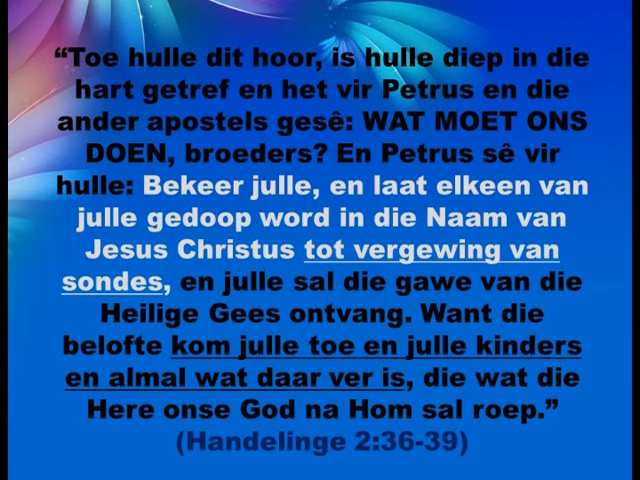 “Toe hulle dit hoor, is hulle diep in die
hart getref en het vir Petrus en die
ander apostels gesê: WAT MOET ONS
DOEN, broeders? En Petrus sê vir
hulle: Bekeer julle, en laat elkeen van
julle gedoop word in die Naam van
Jesus Christus tot vergewing van
sondes, en julle sal die gawe van die
Heilige Gees ontvang. Want die
belofte kom julle toe en julle kinders
en almal wat daar ver is, die wat die
Here onse God na Hom sal roep.”
(Handelinge 2:36-39)